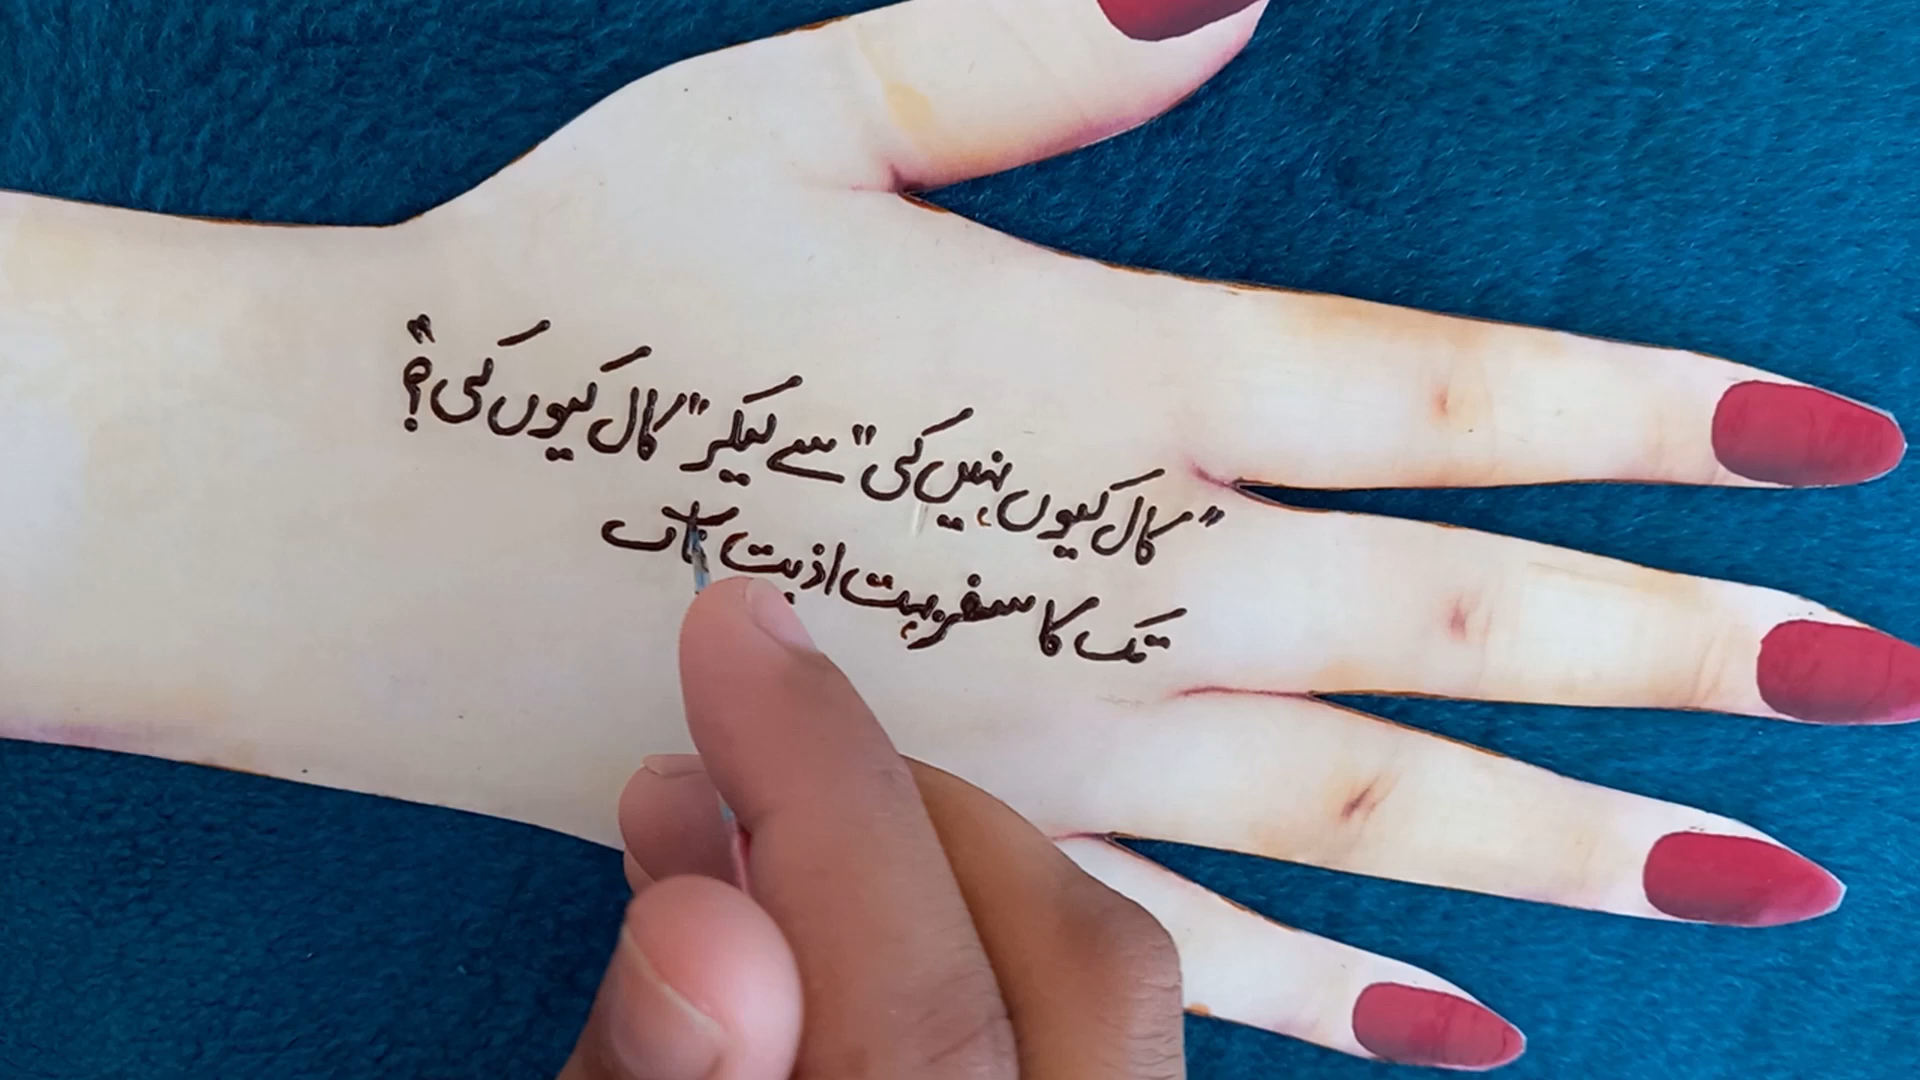 "کال کیوں نہیں کی" سے لیکر "کال کیوں کی؟"
تک کا سفر بہت اذیت ناک